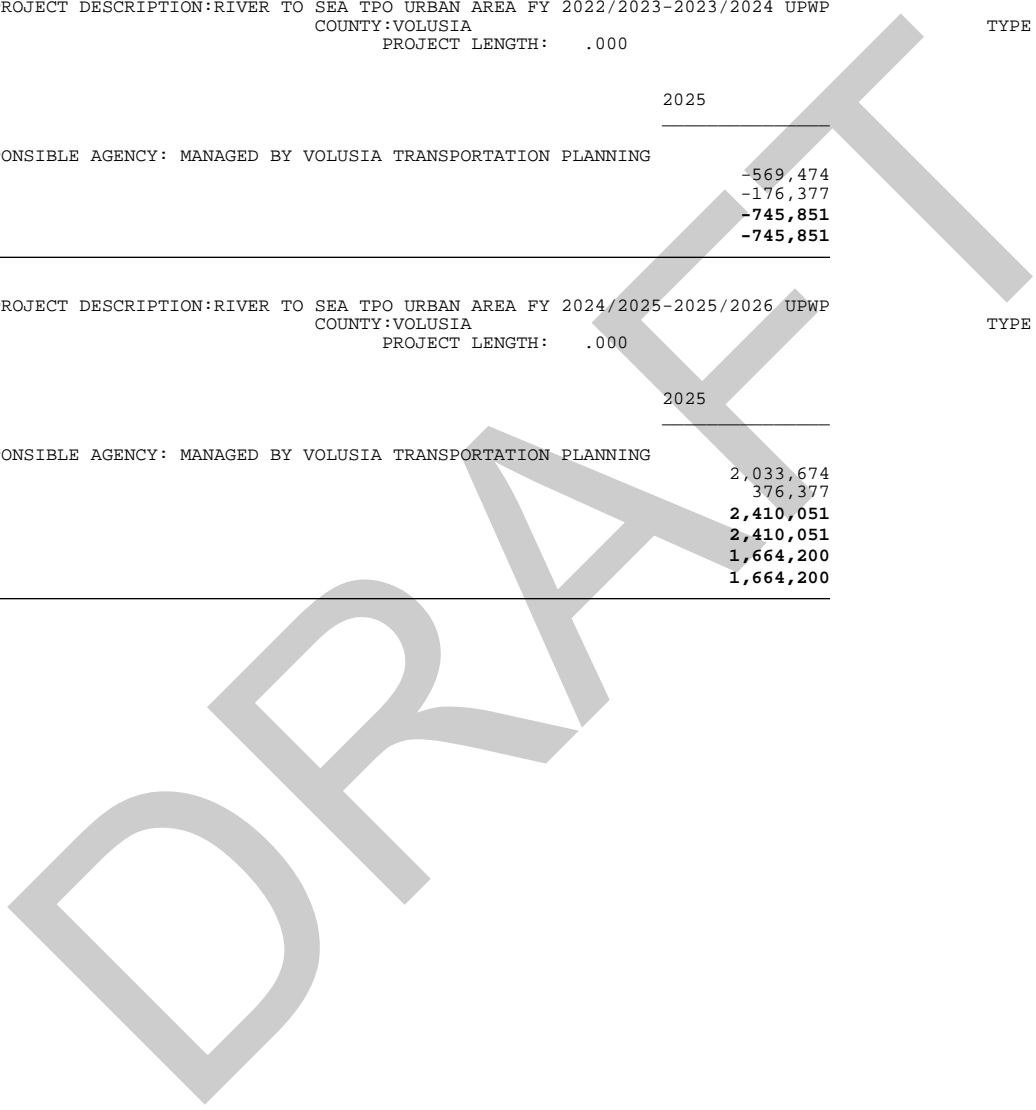 ROJECT DESCRIPTION:RIVER TO SEA TPO URBAN AREA FY 2022/2023-2023/2024 UPWP
COUNTY:VOLUSIA TYPE
PROJECT LENGTH: .000
2025
ONSIBLE AGENCY: MANAGED BY VOLUSIA TRANSPORTATION PLANNING
-569,474
-176,377
-745,851
-745,851
ROJECT DESCRIPTION:RIVER TO SEA TPO URBAN AREA FY 2024/2025-2025/2026 UPWP
COUNTY:VOLUSIA TYPE
PROJECT LENGTH: .000
2025
ONSIBLE AGENCY: MANAGED BY VOLUSIA TRANSPORTATION PLANNING
2,033,674
376,377
2,410,051
2,410,051
1,664,200
1,664,200
DRAFT